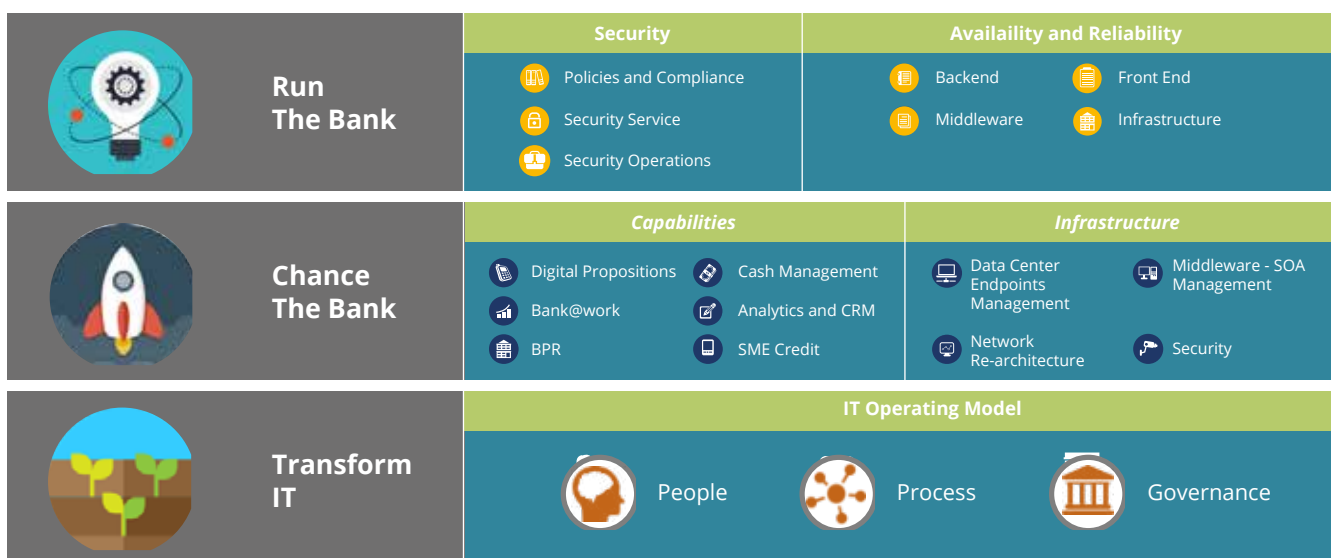 Run
The Bank
Security
Policies and Compliance
Security Service
Security Operations
Availaility and Reliability
Backend
Front End
Middleware
Infrastructure
Chance
The Bank
Capabilities
Digital Propositions
Cash Management
Bank@work
Analytics and CRM
BPR
SME Credit
Infrastructure
Data Center
Endpoints
Management
Middleware - SOA
Management
Network
Re-architecture
Security
Transform
IT
IT Operating Model
People
Process
Governance